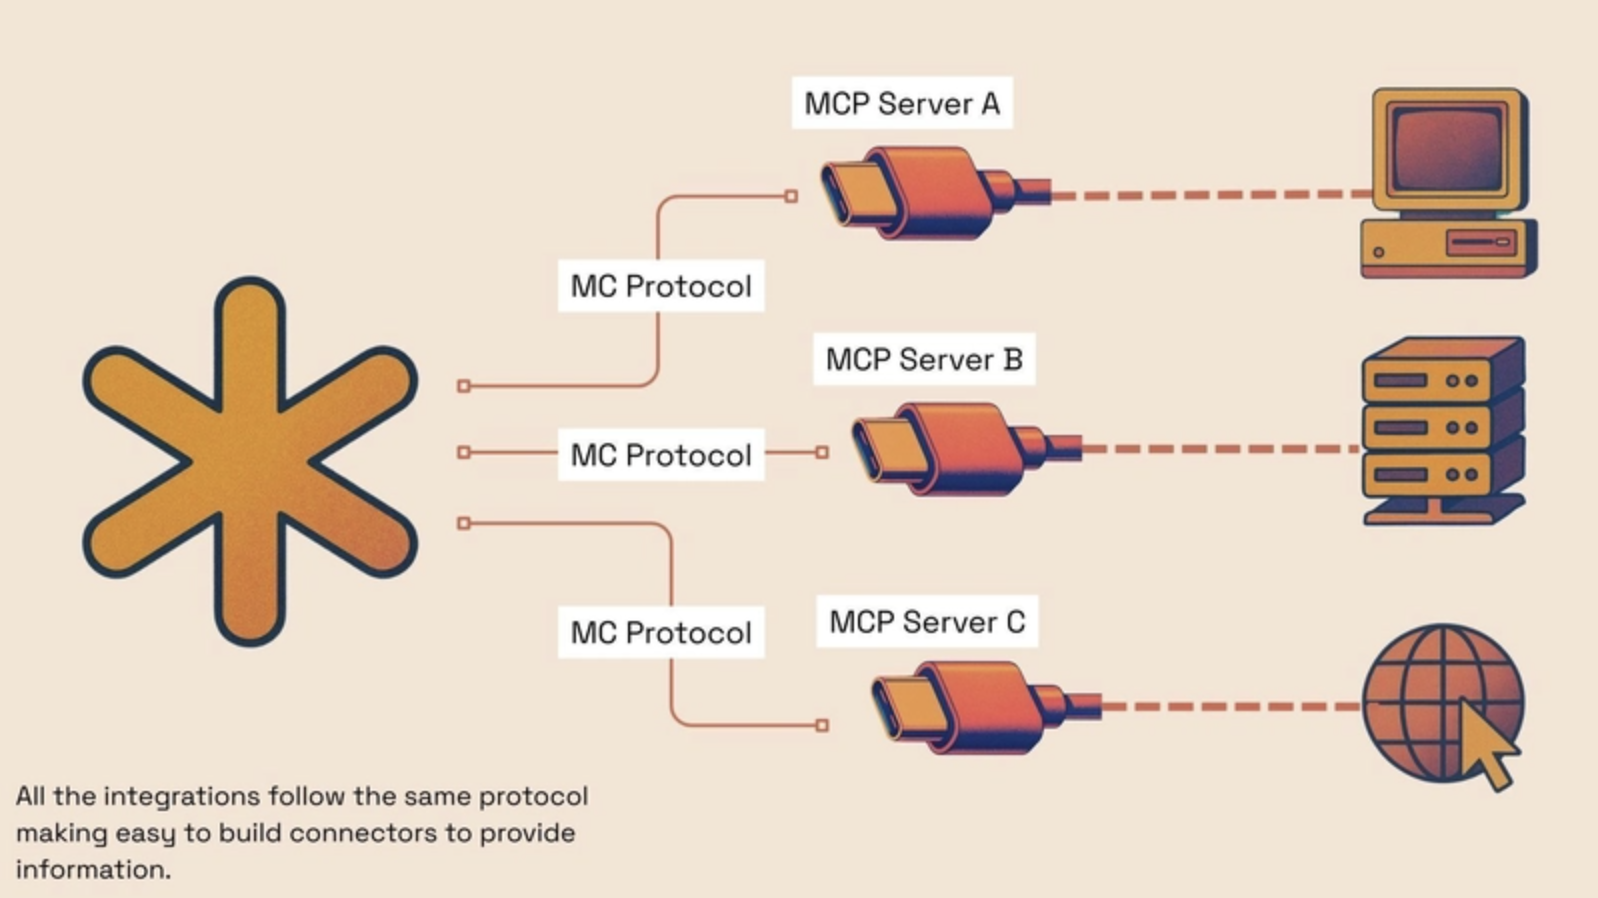 MCP Server A
MC Protocol
MCP Server B
MC Protocol
MCP Server C
MC Protocol
All the integrations follow the same protocol
making easy to build connectors to provide
information.